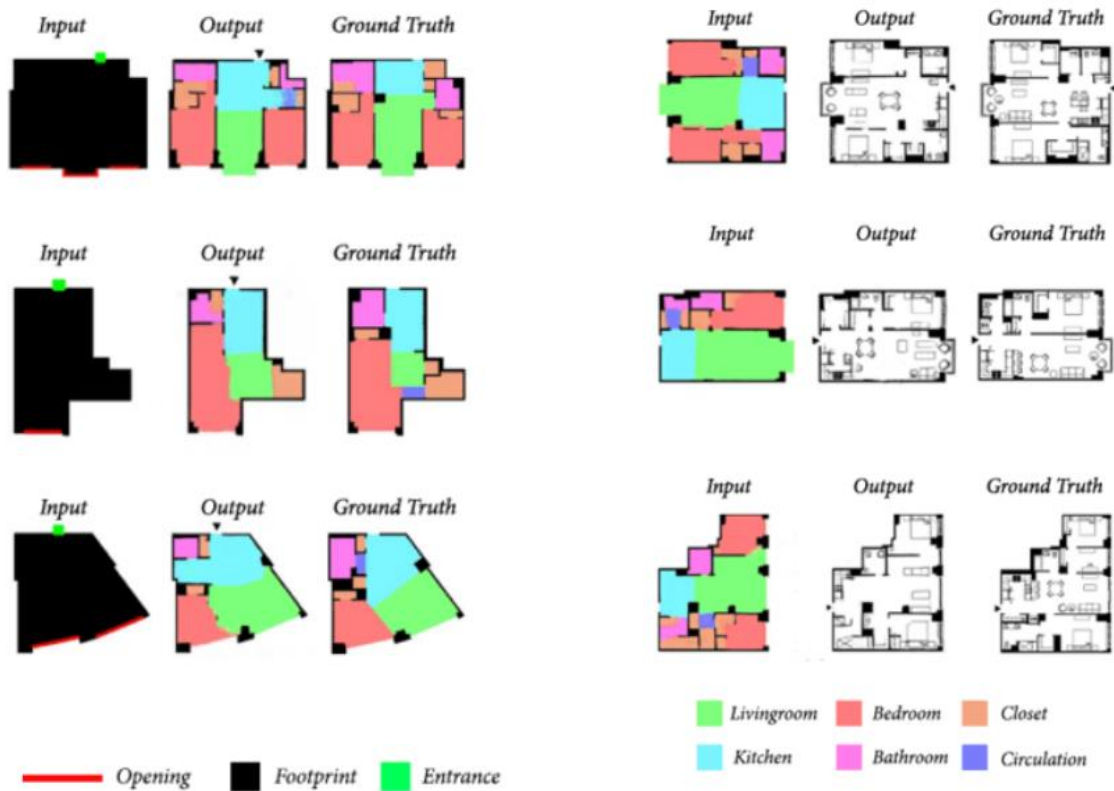 Input Output Ground Truth
Input Output Ground Truth
Input Output Ground Truth
Opening Footprint Entrance
Input Output Ground Truth
Input Output Ground Truth
Input Output Ground Truth
Livingroom Bedroom Closet
Kitchen Bathroom Circulation